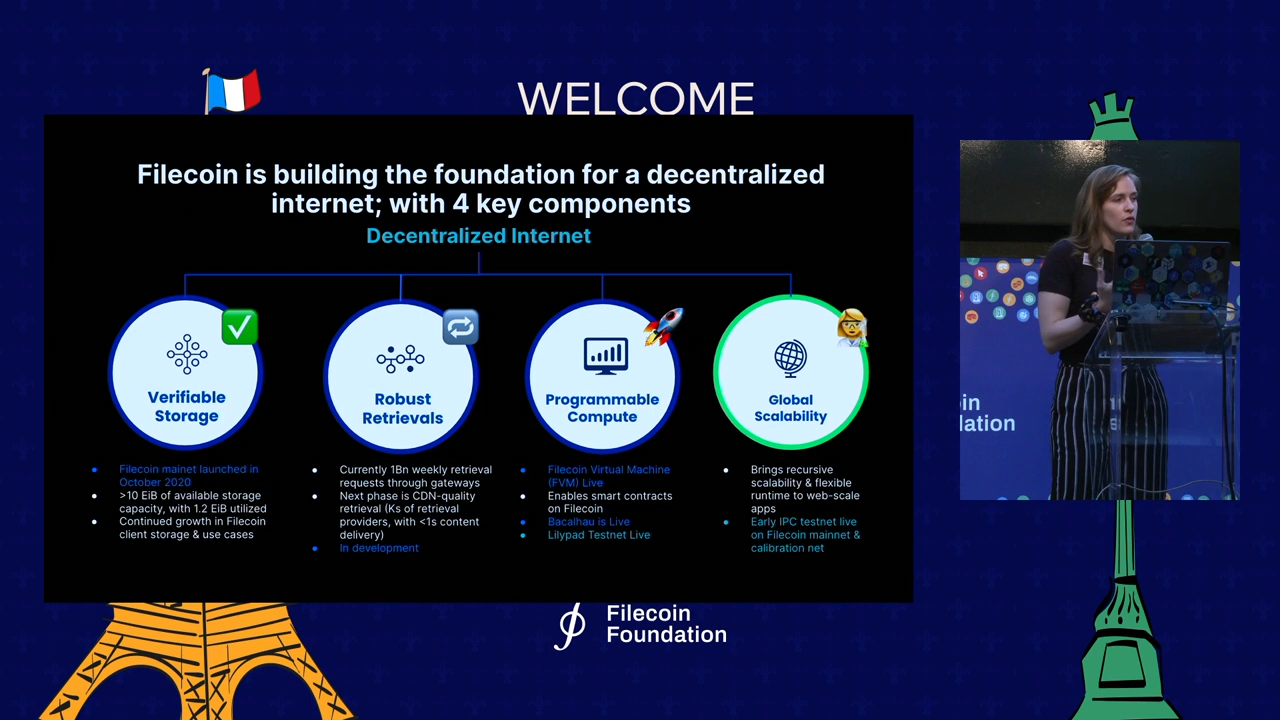 WELCOME
Filecoin is building the foundation for a decentralized
internet; with 4 key components
Decentralized Internet
Verifiable
Storage
Filecoin mainet launched in
October 2020
>10 EiB of available storage
capacity, with 1.2 EiB utilized
Continued growth in Filecoin
client storage & use cases
Robust
Retrievals
Currently 1Bn weekly retrieval
requests through gateways
Next phase is CDN-quality
retrieval (Ks of retrieval
providers, with <1s content
delivery)
In development
Programmable
Compute
Filecoin Virtual Machine
(FVM) Live
Enables smart contracts
on Filecoin
Bacalhau is Live
Lilypad Testnet Live
Global
Scalability
Brings recursive
scalability & flexible
runtime to web-scale
apps
Early IPC testnet live
on Filecoin mainnet &
calibration net
Filecoin
Foundation